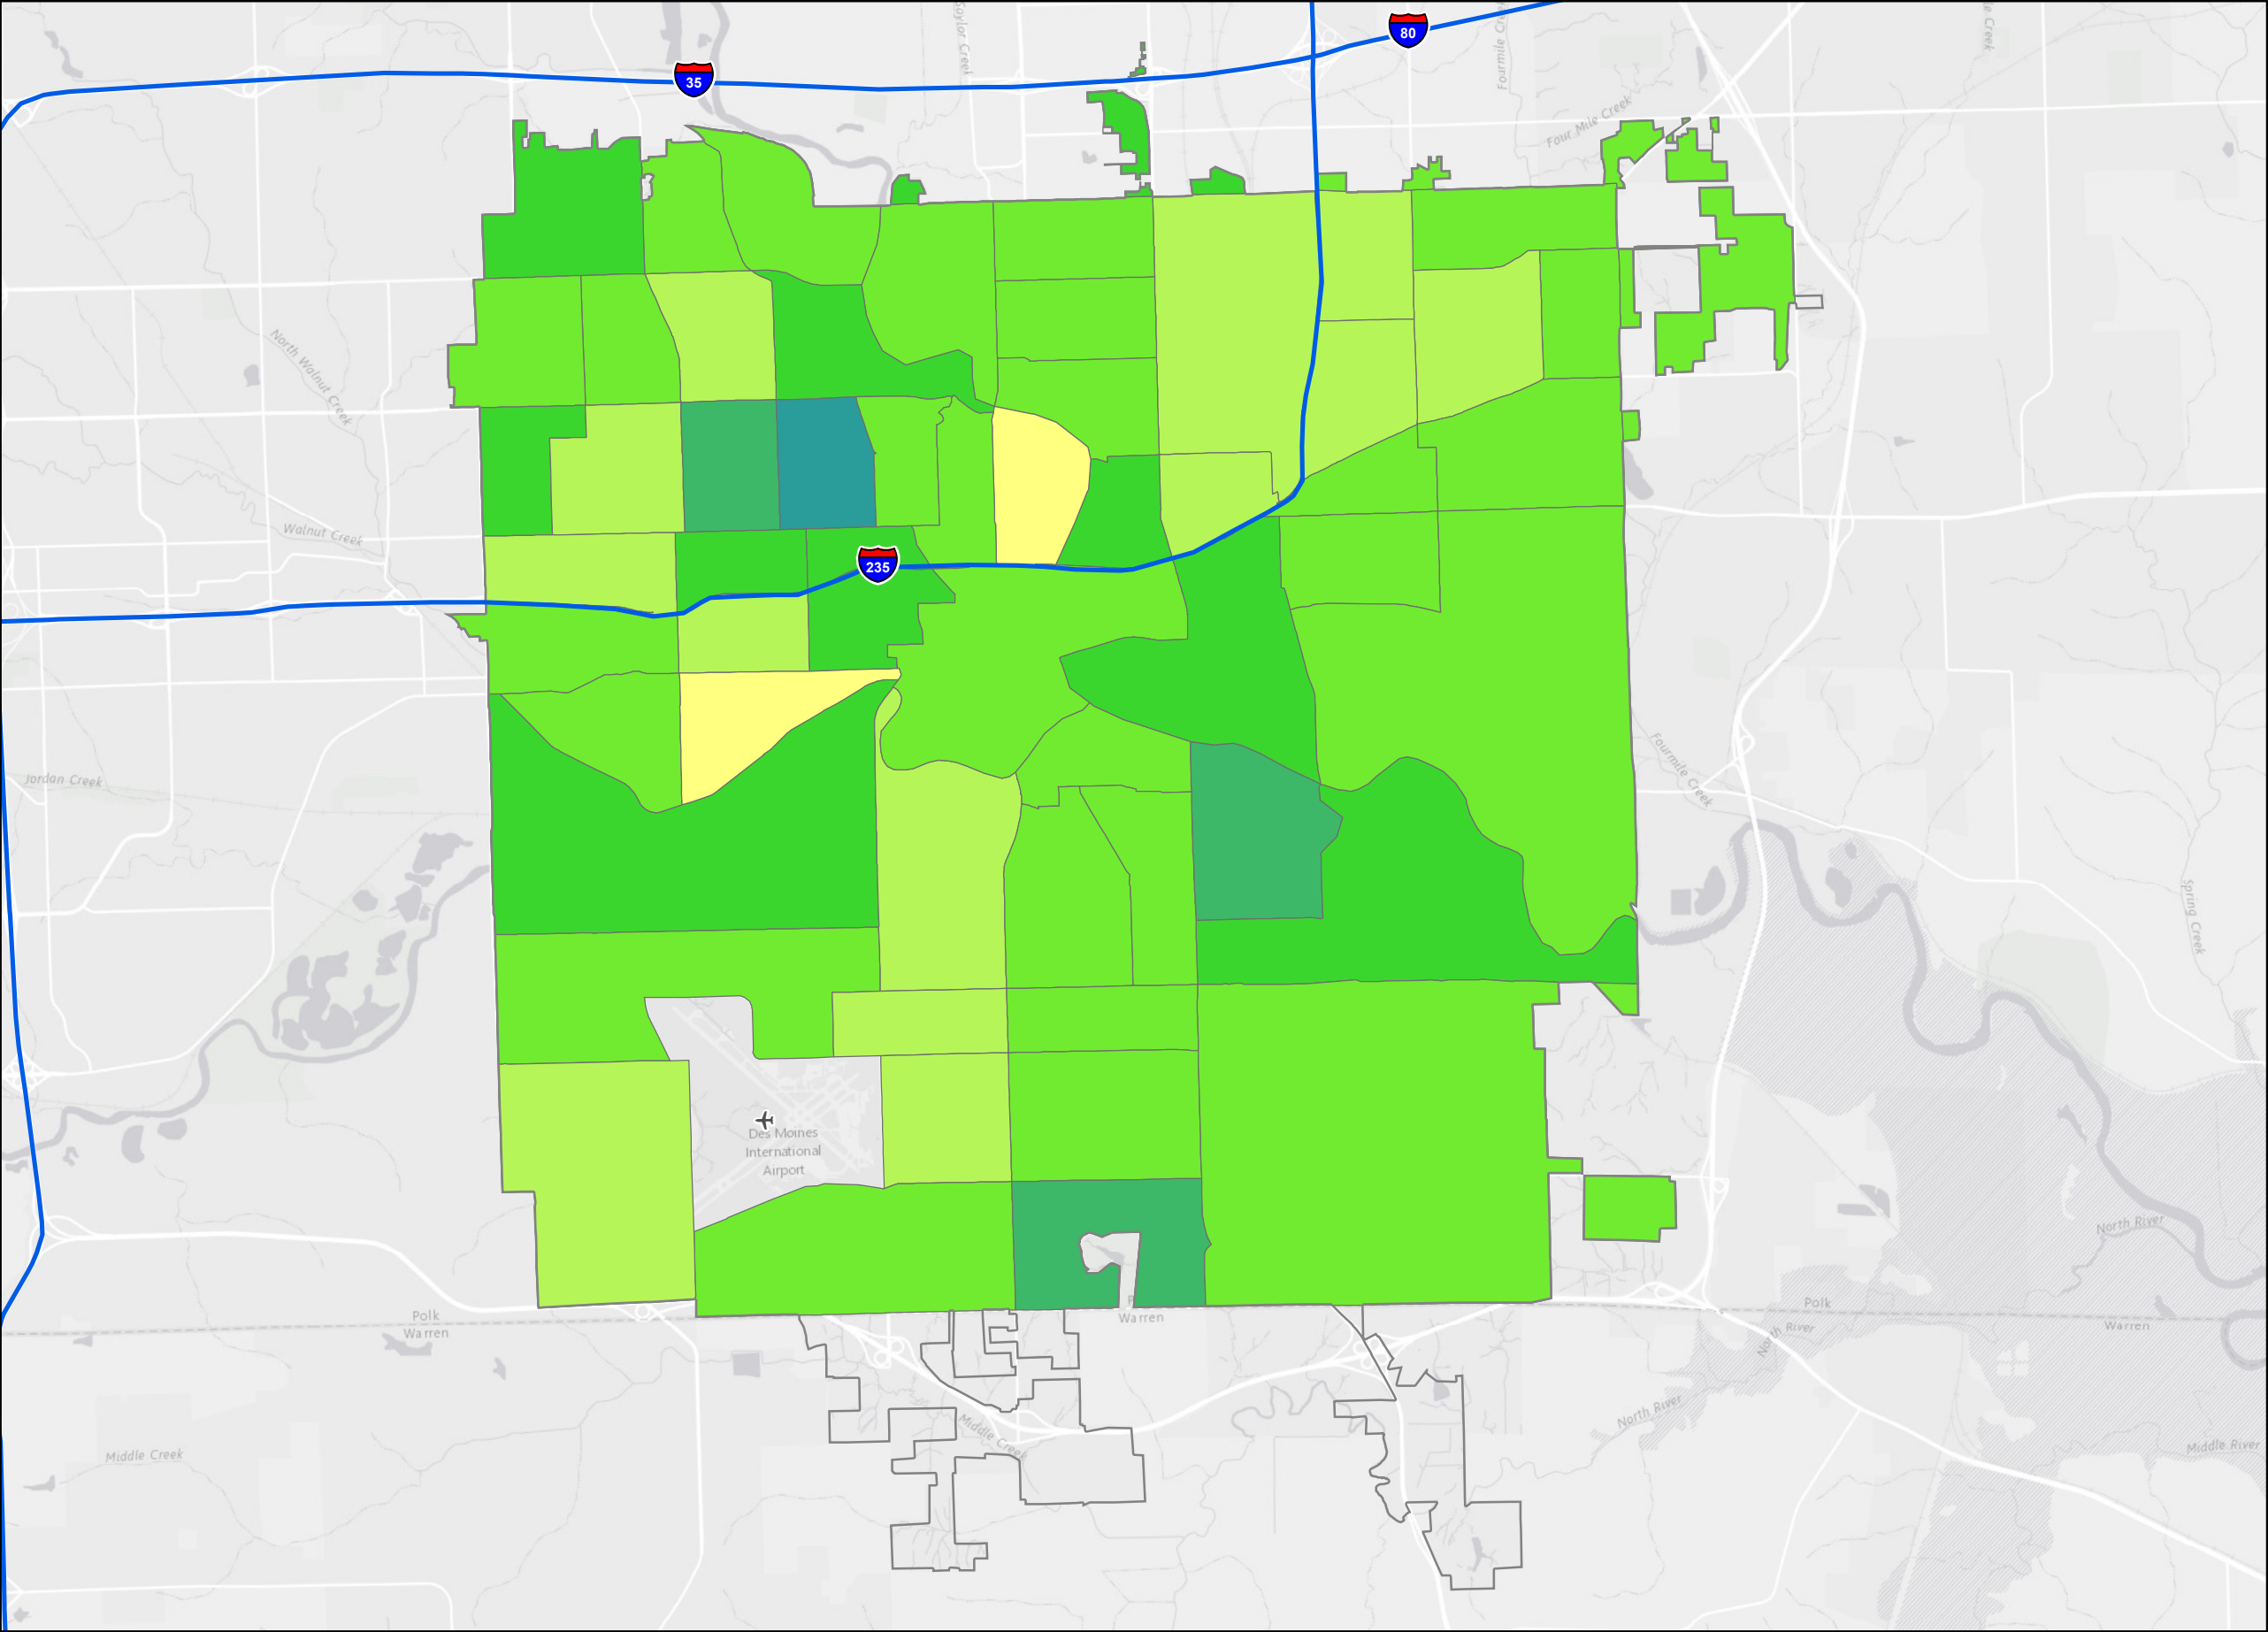 Saylor Creek
Fourmile Creek
e Creek
80
35
Four Mile Creek
North Walnut Creek
Walnut Creek
235
Fourmile Creek
Jordan Creek
Spring Creek
Des Moines
International
Airport
North River
Polk
Warren
P
Warren
Polk
Warren
North River
North River
Middle Creek
Middle Creek
Middle River